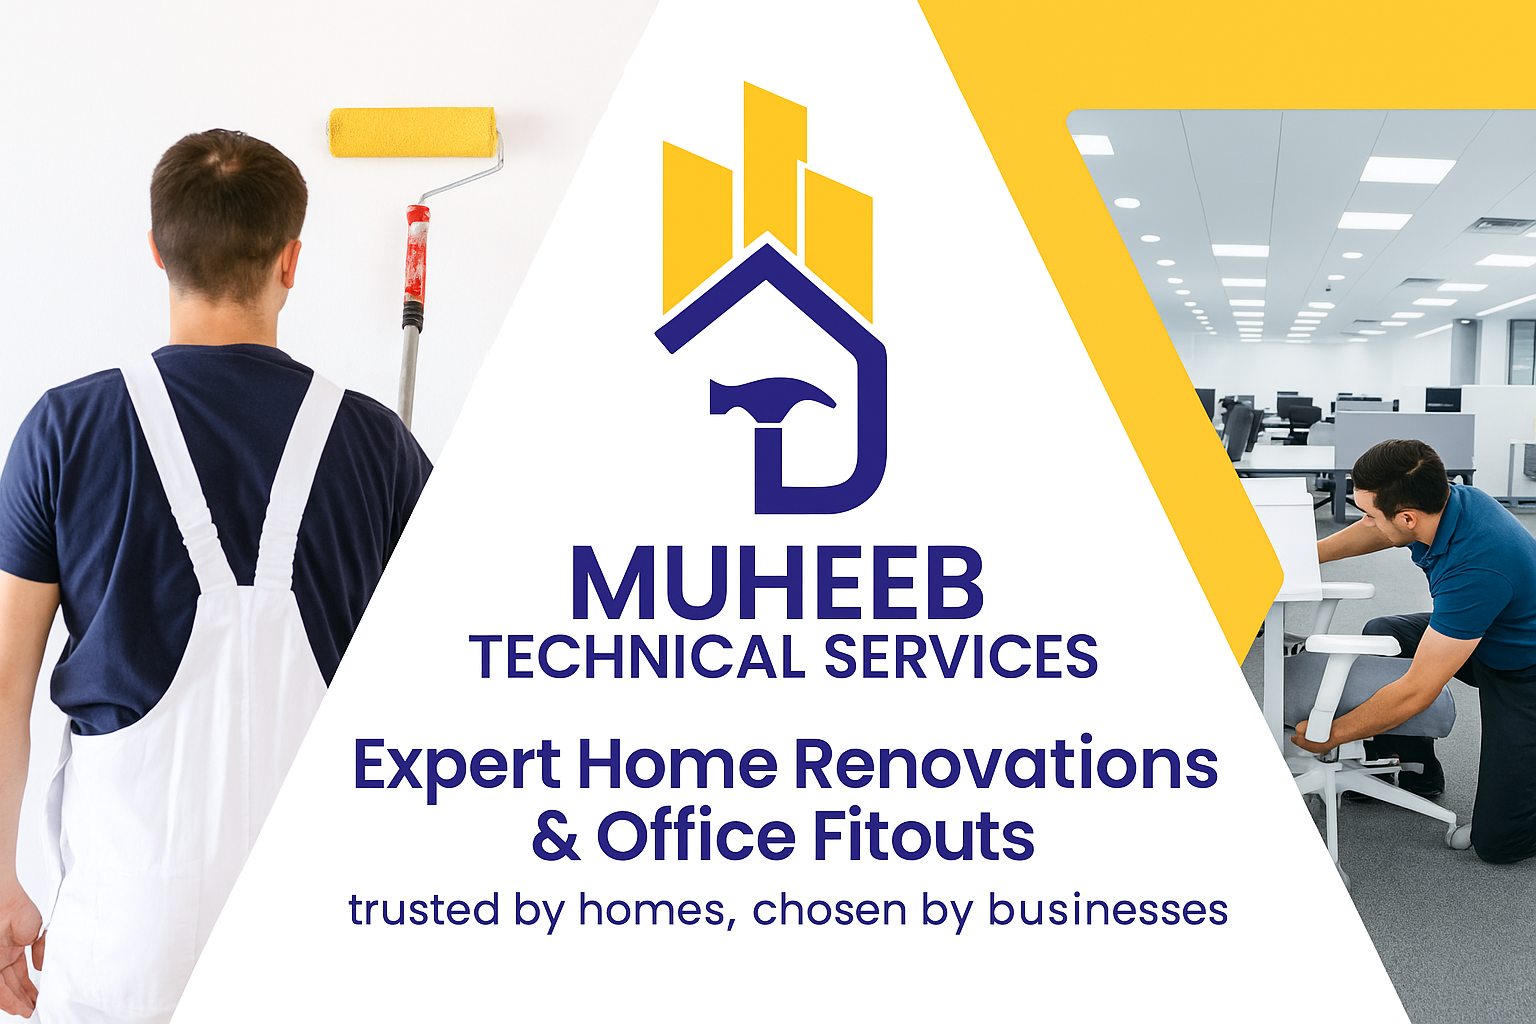 MUHEEB
TECHNICAL SERVICES
Expert Home Renovations
& Office Fitouts
trusted by homes, chosen by businesses